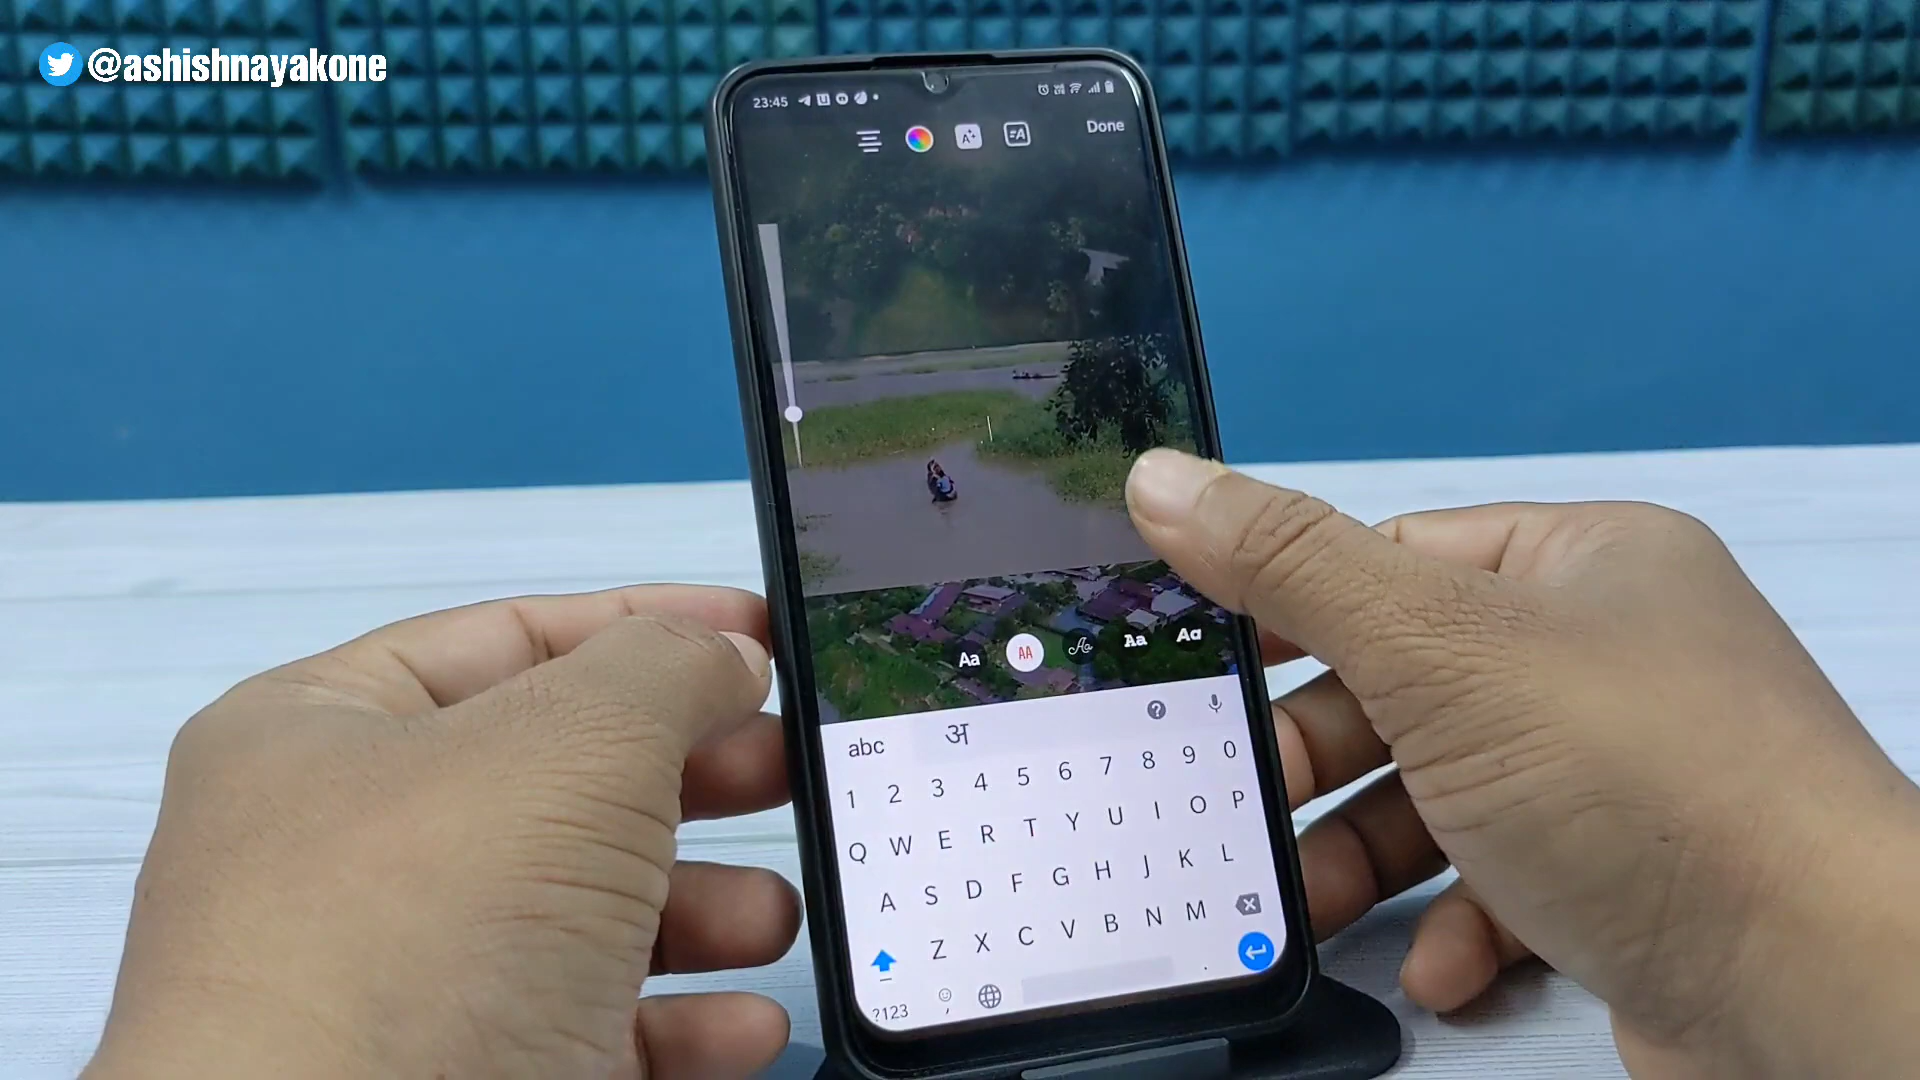 @ashishnayakone
23:45
Done
Aa AA Aa Aa Aa
abc अ
1 2 3 4 5 6 7 8 9 0
Q W E R T Y U I O P
A S D F G H J K L
Z X C V B N M
?123 , .